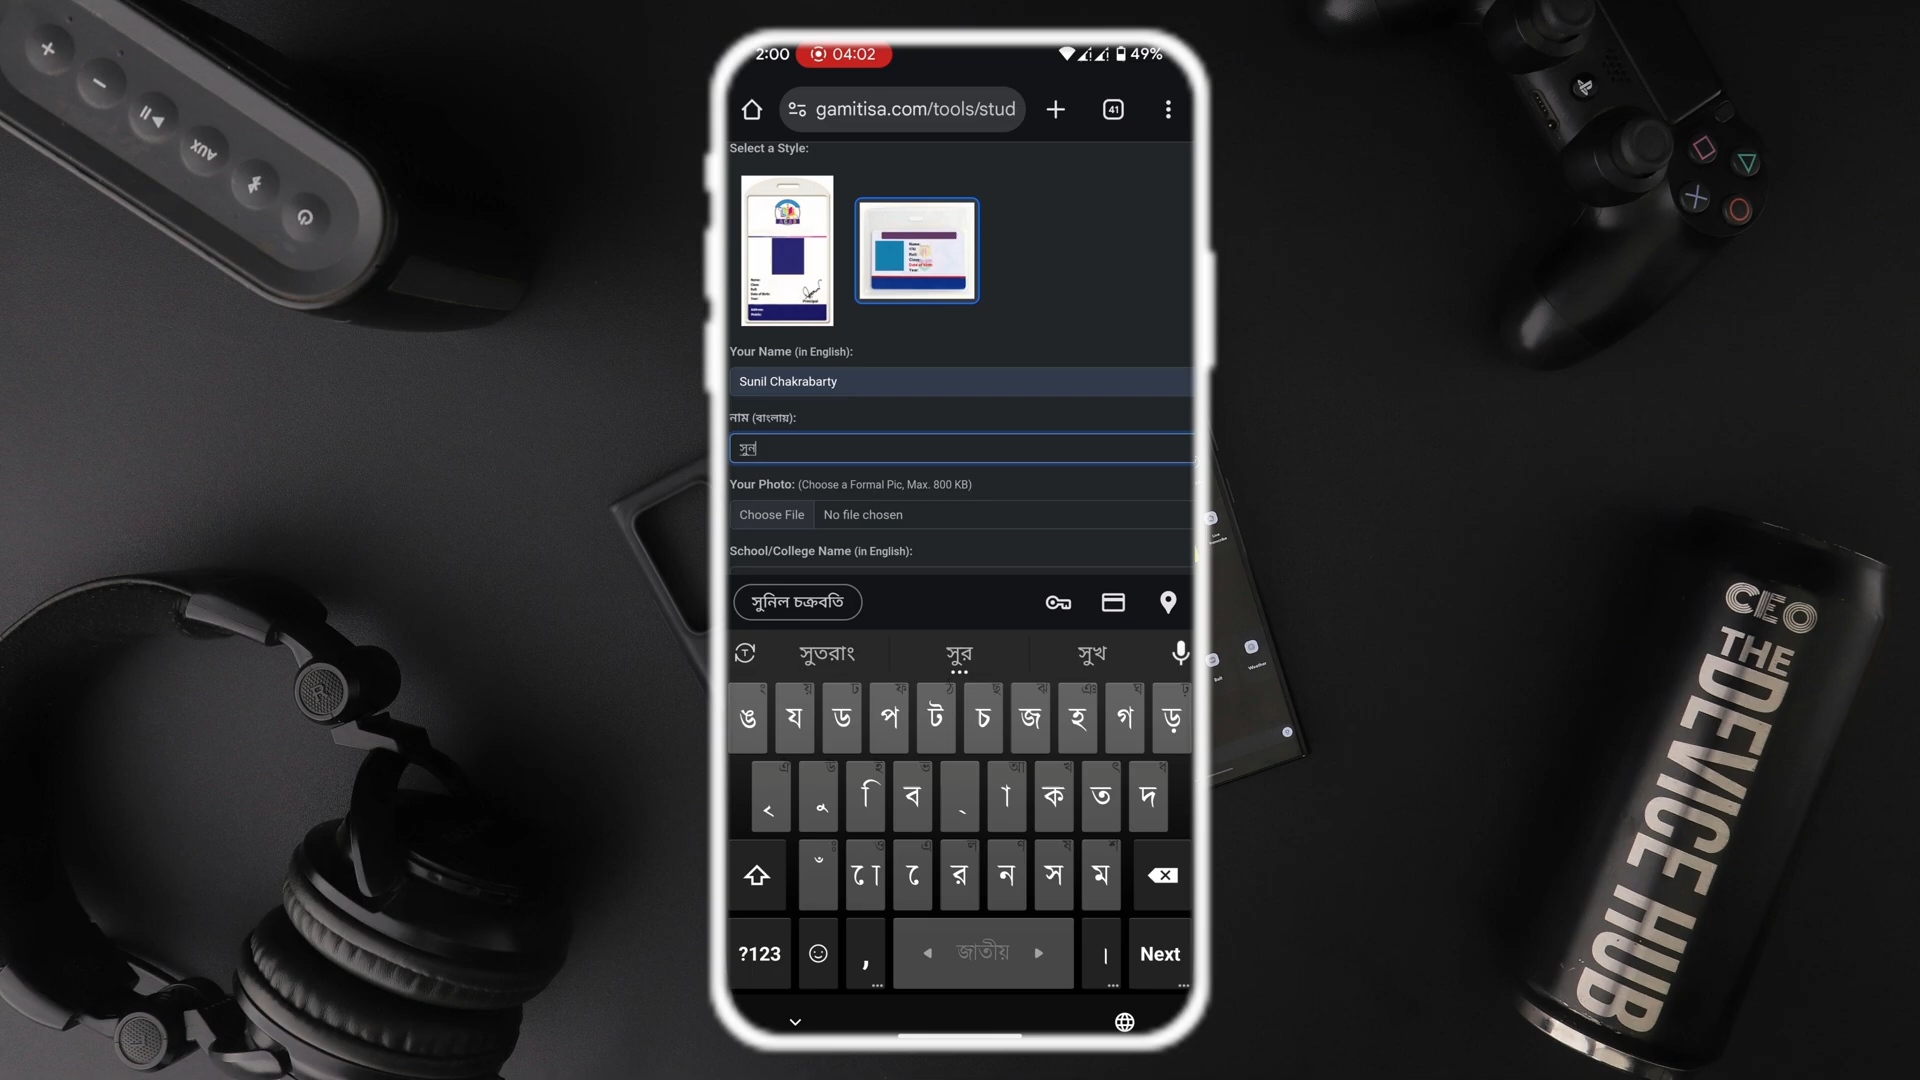 2:00 04:02 49%
gamitisa.com/tools/stud 41
Select a Style:
Your Name (in English):
Sunil Chakrabarty
নাম (বাংলায়):
সুন
Your Photo: (Choose a Formal Pic, Max. 800 KB)
Choose File No file chosen
School/College Name (in English):
সুনিল চক্রবতি
সুতরাং সুর সুখ
ঙ য ড প ট চ জ হ গ ড়
্ ু ি ব ্ া ক ত দ
ঁ ো ে র ন স ম
?123 , জাতীয় । Next
AUX
CEO
THE
DEVICE HUB